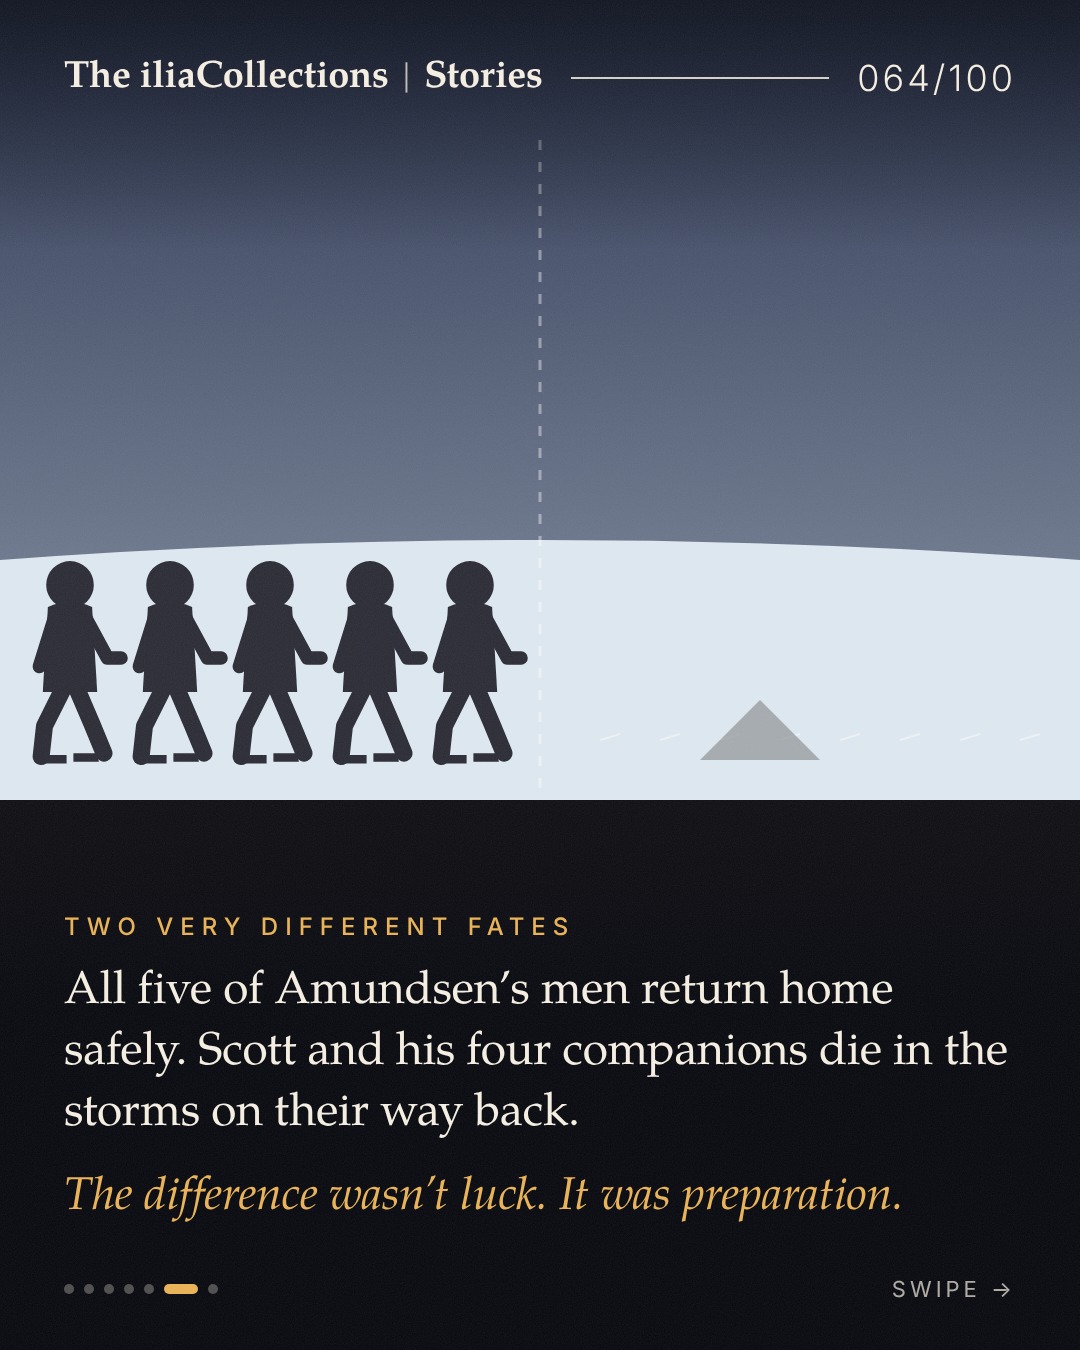 The iliaCollections | Stories 064/100
TWO VERY DIFFERENT FATES
All five of Amundsen’s men return home
safely. Scott and his four companions die in the
storms on their way back.
The difference wasn’t luck. It was preparation.
SWIPE →